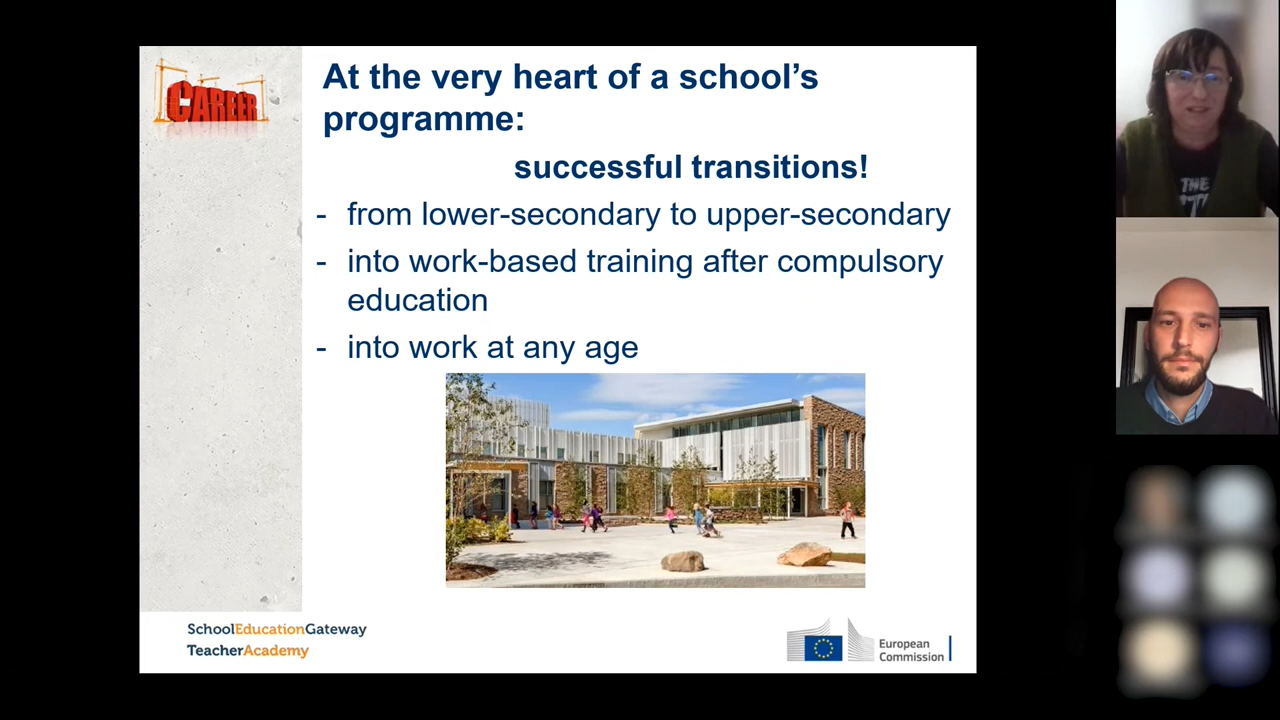 CAREER
At the very heart of a school’s
programme:
successful transitions!
- from lower-secondary to upper-secondary
- into work-based training after compulsory
education
- into work at any age
SchoolEducationGateway
TeacherAcademy
European
Commission
THE